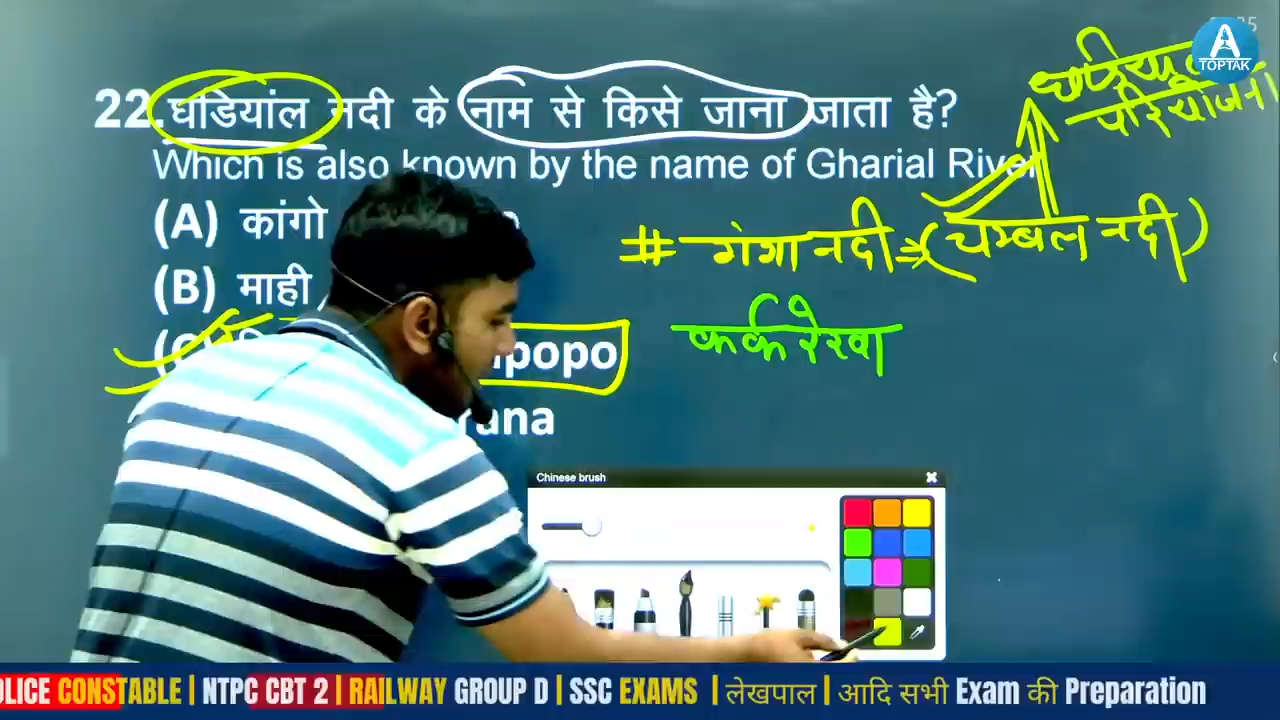 A
TOPTAK
घड़ियाल
परियोजना
22.घडियांल नदी के नाम से किसे जाना जाता है?
Which is also known by the name of Gharial River
(A) कांगो
# गंगा नदी ⇒ (चम्बल नदी)
(B) माही
popo
कर्क रेखा
ana
Chinese brush
CONSTABLE | NTPC CBT 2 | RAILWAY GROUP D | SSC EXAMS | लेखपाल | आदि सभी Exam की Preparation